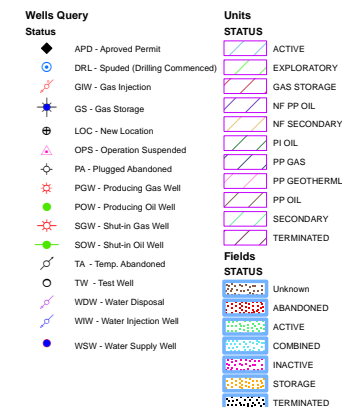 Wells Query
Status
APD - Aproved Permit
DRL - Spuded (Drilling Commenced)
GIW - Gas Injection
GS - Gas Storage
LOC - New Location
OPS - Operation Suspended
PA - Plugged Abandoned
PGW - Producing Gas Well
POW - Producing Oil Well
SGW - Shut-in Gas Well
SOW - Shut-in Oil Well
TA - Temp. Abandoned
TW - Test Well
WDW - Water Disposal
WIW - Water Injection Well
WSW - Water Supply Well
Units
STATUS
ACTIVE
EXPLORATORY
GAS STORAGE
NF PP OIL
NF SECONDARY
PI OIL
PP GAS
PP GEOTHERML
PP OIL
SECONDARY
TERMINATED
Fields
STATUS
Unknown
ABANDONED
ACTIVE
COMBINED
INACTIVE
STORAGE
TERMINATED